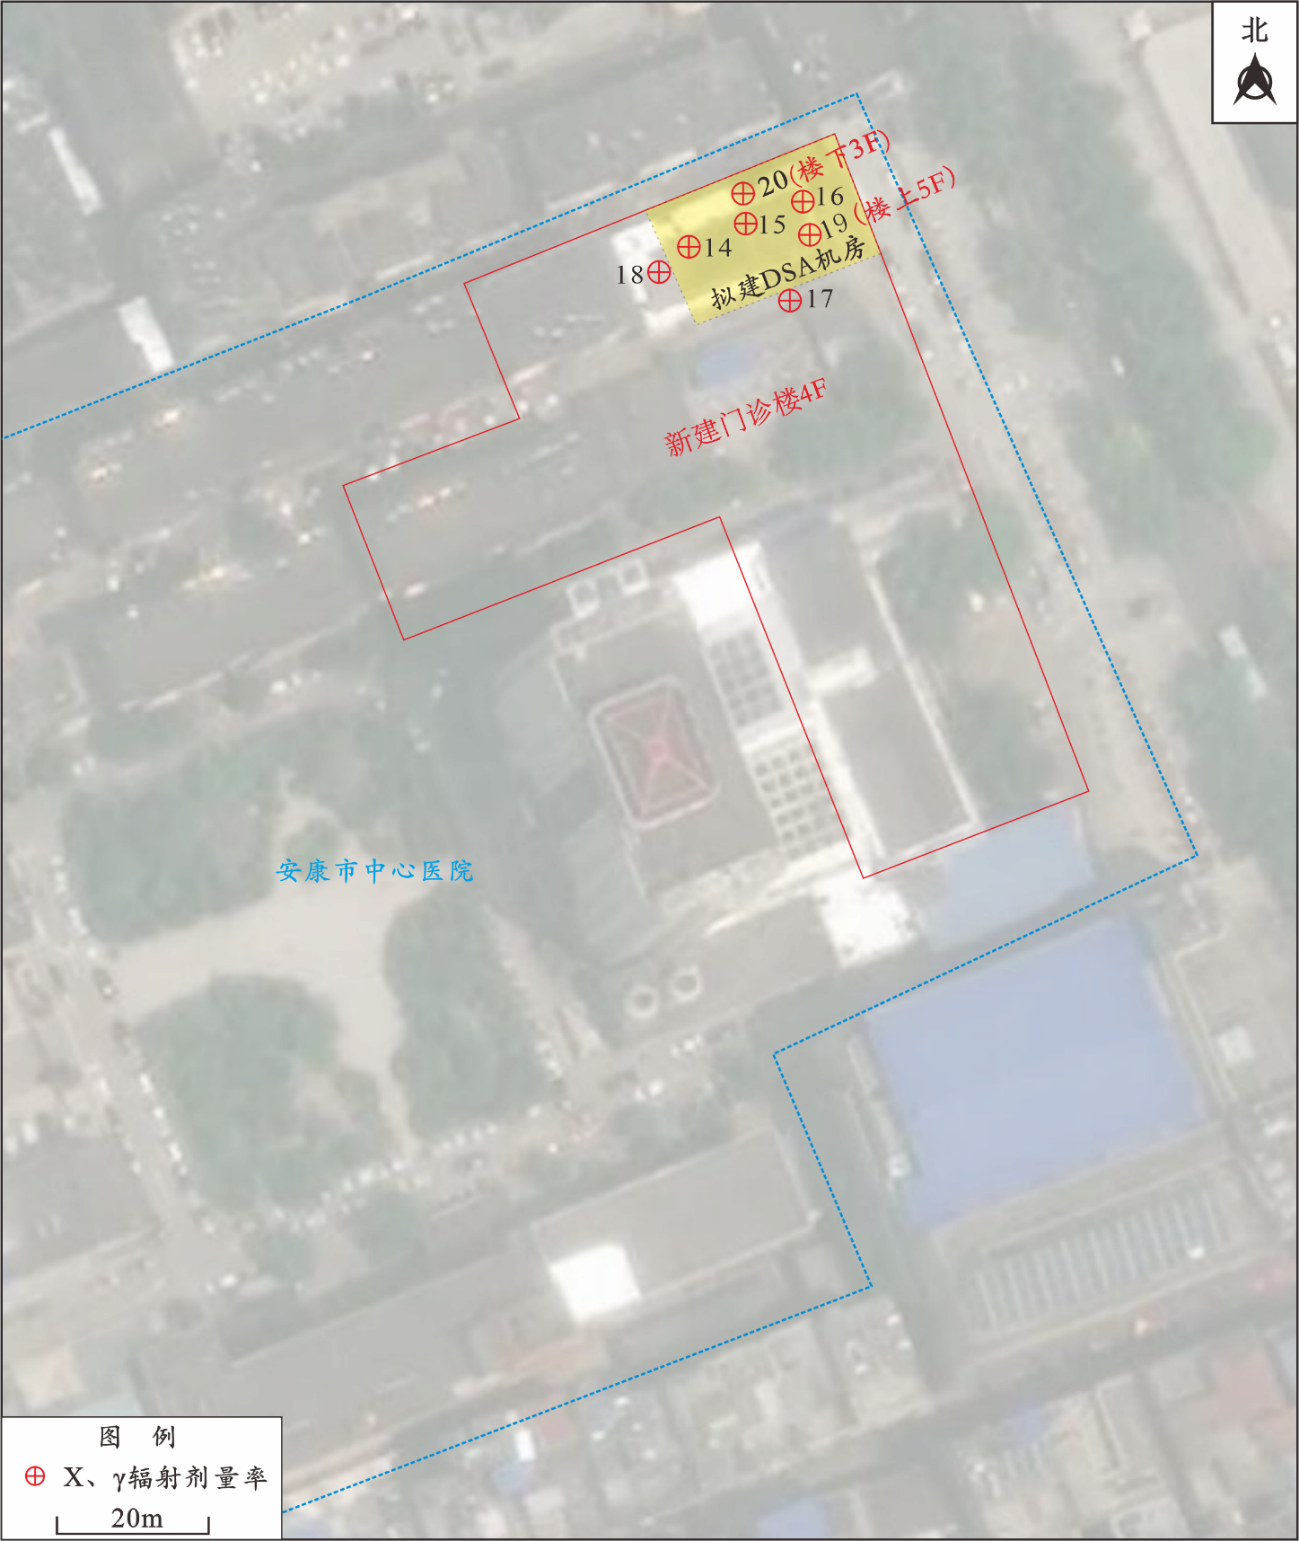 北
20(楼下3F)
16
15
19(楼上5F)
14
18
拟建DSA机房
17
新建门诊楼4F
安康市中心医院
图 例
X、γ辐射剂量率
20m